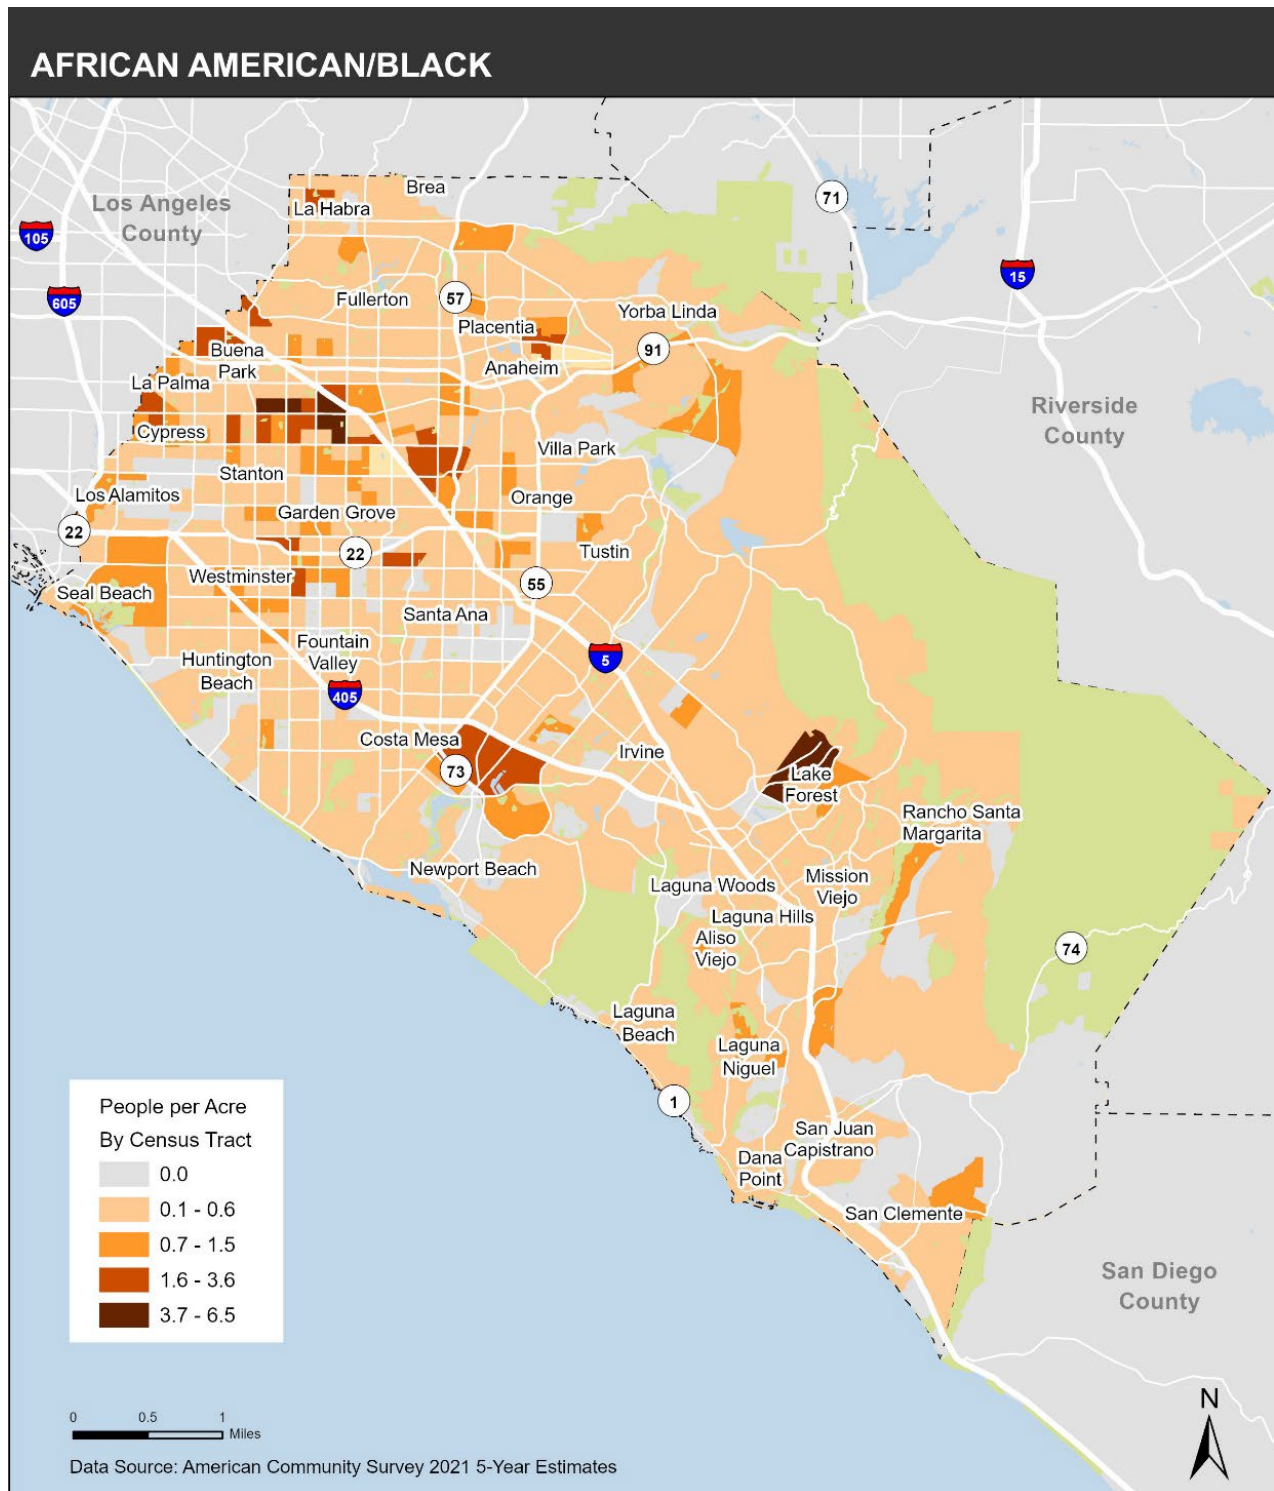 AFRICAN AMERICAN/BLACK
Brea
La Habra
Los Angeles
County
71
105
15
605
57
Fullerton
Yorba Linda
Placentia
91
Buena
Park
Anaheim
La Palma
Riverside
County
Cypress
Villa Park
Stanton
Los Alamitos
Orange
Garden Grove
22
22
Tustin
Westminster
55
Seal Beach
Santa Ana
Fountain
Valley
5
Huntington
Beach
405
Costa Mesa
Irvine
73
Lake
Forest
Rancho Santa
Margarita
Newport Beach
Laguna Woods
Mission
Viejo
Laguna Hills
Aliso
Viejo
74
Laguna
Beach
Laguna
Niguel
1
San Juan
Capistrano
Dana
Point
San Clemente
San Diego
County
People per Acre
By Census Tract
0.0
0.1 - 0.6
0.7 - 1.5
1.6 - 3.6
3.7 - 6.5
N
0 0.5 1
Miles
Data Source: American Community Survey 2021 5-Year Estimates